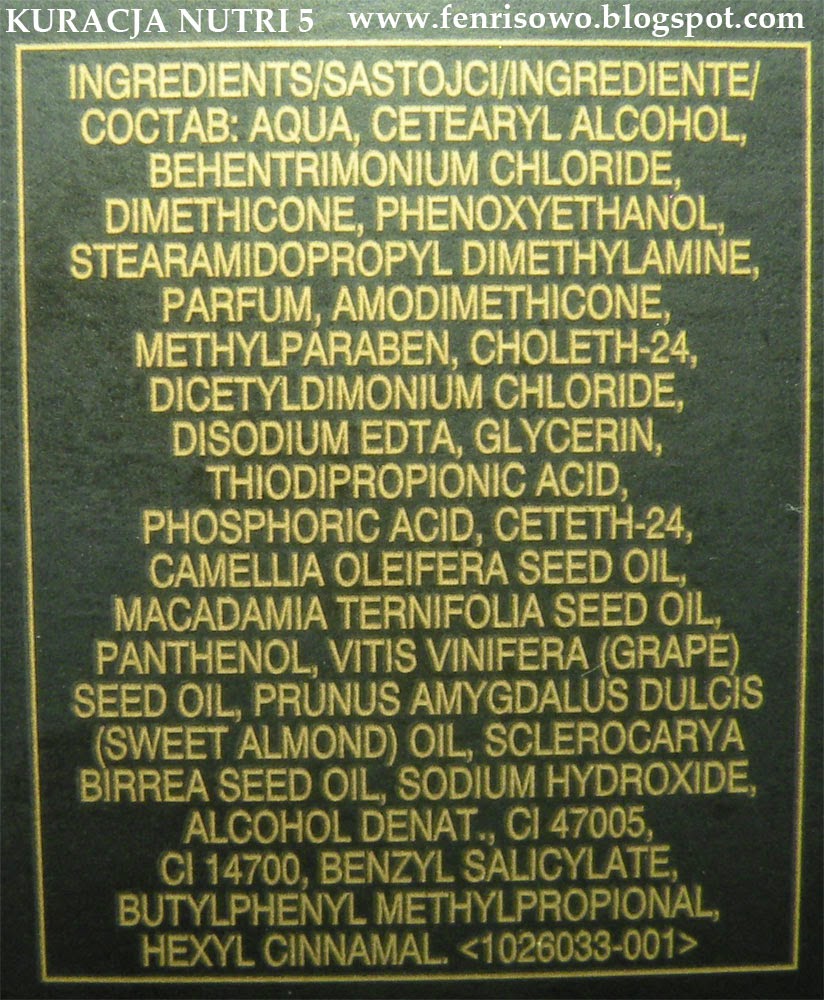 KURACJA NUTRI 5 www.fenrisowo.blogspot.com
INGREDIENTS/SASTOJCI/INGREDIENTE/
СОСТАВ: AQUA, CETEARYL ALCOHOL,
BEHENTRIMONIUM CHLORIDE,
DIMETHICONE, PHENOXYETHANOL,
STEARAMIDOPROPYL DIMETHYLAMINE,
PARFUM, AMODIMETHICONE,
METHYLPARABEN, CHOLETH-24,
DICETYLDIMONIUM CHLORIDE,
DISODIUM EDTA, GLYCERIN,
THIODIPROPIONIC ACID,
PHOSPHORIC ACID, CETETH-24,
CAMELLIA OLEIFERA SEED OIL,
MACADAMIA TERNIFOLIA SEED OIL,
PANTHENOL, VITIS VINIFERA (GRAPE)
SEED OIL, PRUNUS AMYGDALUS DULCIS
(SWEET ALMOND) OIL, SCLEROCARYA
BIRREA SEED OIL, SODIUM HYDROXIDE,
ALCOHOL DENAT., CI 47005,
CI 14700, BENZYL SALICYLATE,
BUTYLPHENYL METHYLPROPIONAL,
HEXYL CINNAMAL. <1026033-001>